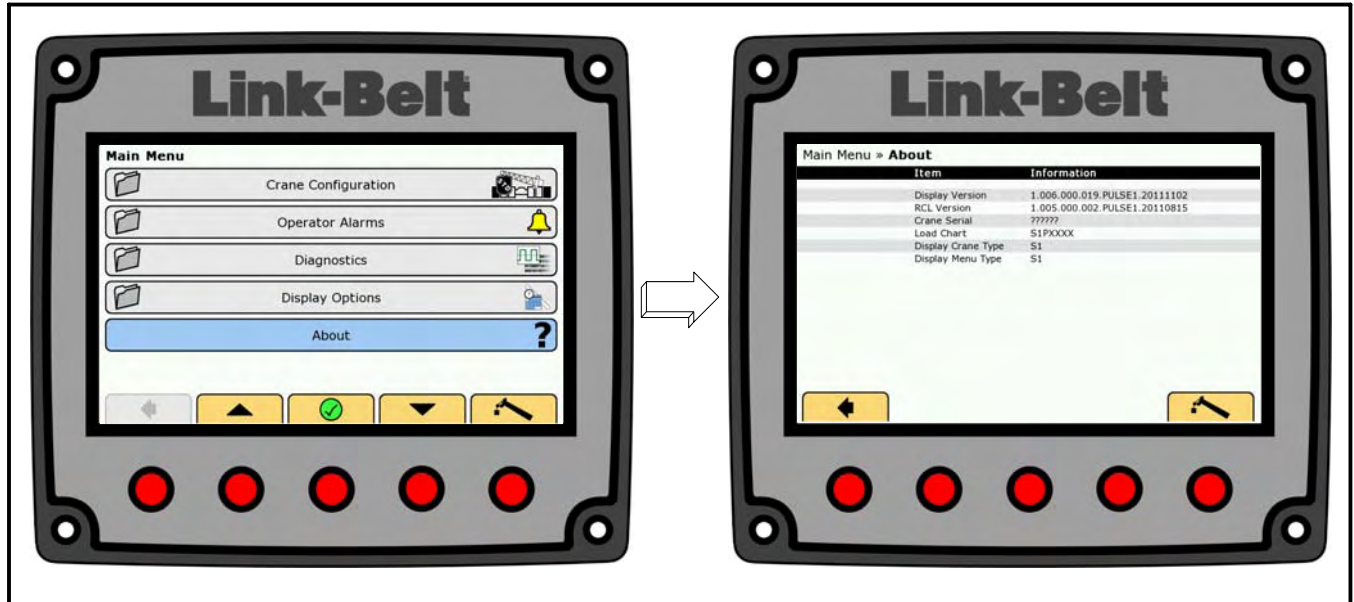 Link-Belt
Main Menu
Crane Configuration
Operator Alarms
Diagnostics
Display Options
About ?
Link-Belt
Main Menu » About
Item Information
Display Version 1.006.000.019.PULSE1.20111102
RCL Version 1.005.000.002.PULSE1.20110815
Crane Serial ??????
Load Chart S1PXXXX
Display Crane Type S1
Display Menu Type S1